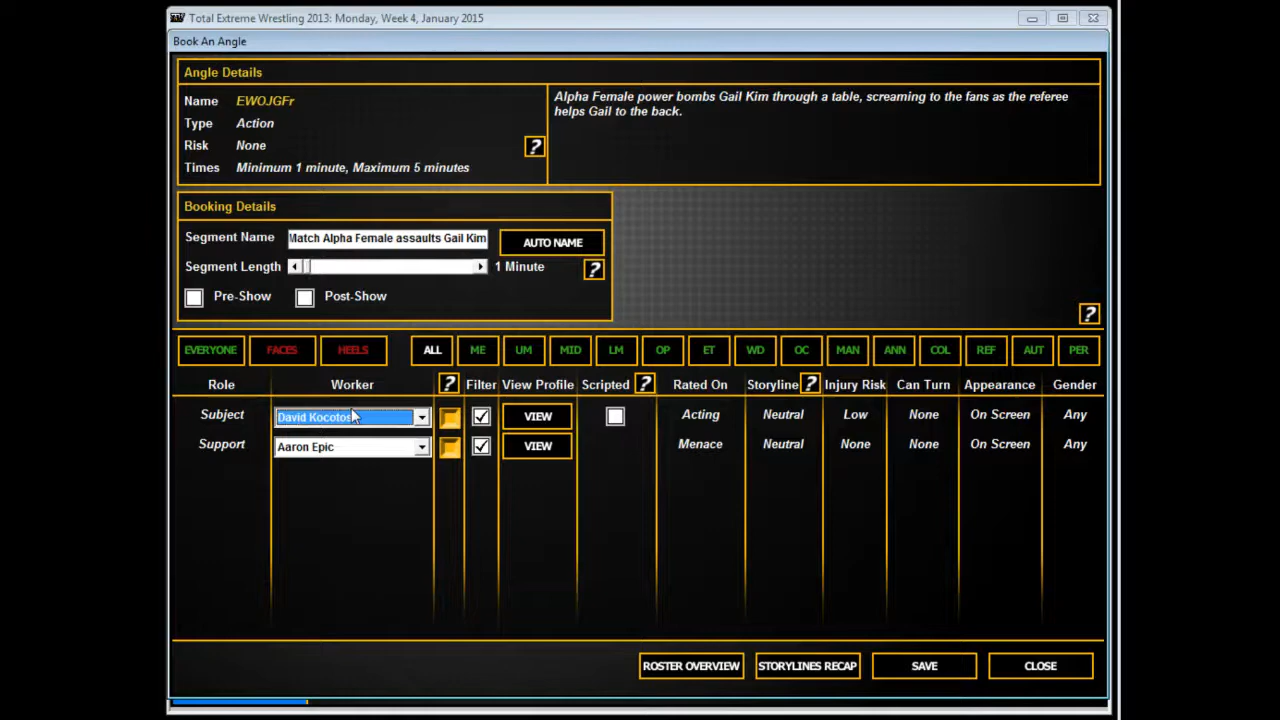 Total Extreme Wrestling 2013: Monday, Week 4, January 2015
Book An Angle
Angle Details
Name EWOJGFr
Type Action
Risk None ?
Times Minimum 1 minute, Maximum 5 minutes
Alpha Female power bombs Gail Kim through a table, screaming to the fans as the referee
helps Gail to the back.
Booking Details
Segment Name Match Alpha Female assaults Gail Kim AUTO NAME
Segment Length 1 Minute ?
Pre-Show Post-Show
?
EVERYONE FACES HEELS ALL ME UM MID LM OP ET WD OC MAN ANN COL REF AUT PER
Role Worker ? Filter View Profile Scripted ? Rated On Storyline ? Injury Risk Can Turn Appearance Gender
Subject David Kocotos VIEW Acting Neutral Low None On Screen Any
Support Aaron Epic VIEW Menace Neutral None None On Screen Any
ROSTER OVERVIEW STORYLINES RECAP SAVE CLOSE